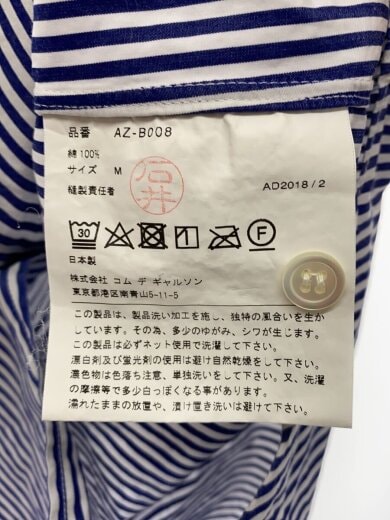 品番 AZ-B008
綿100%
サイズ M
縫製責任者 石井
AD2018/2
30 F
日本製
株式会社 コム デ ギャルソン
東京都港区南青山5-11-5
この製品は、製品洗い加工を施し、独特の風合いを生か
しています。その為、多少のゆがみ、シワが生じます。
この製品は必ずネット使用で洗濯して下さい。
漂白剤及び蛍光剤の使用は避け自然乾燥をして下さい。
濃色物は色落ち注意、単独洗いをして下さい。又、洗濯
の摩擦等で多少白っぽくなる事があります。
濡れたままの放置や、漬け置き洗いは避けて下さい。